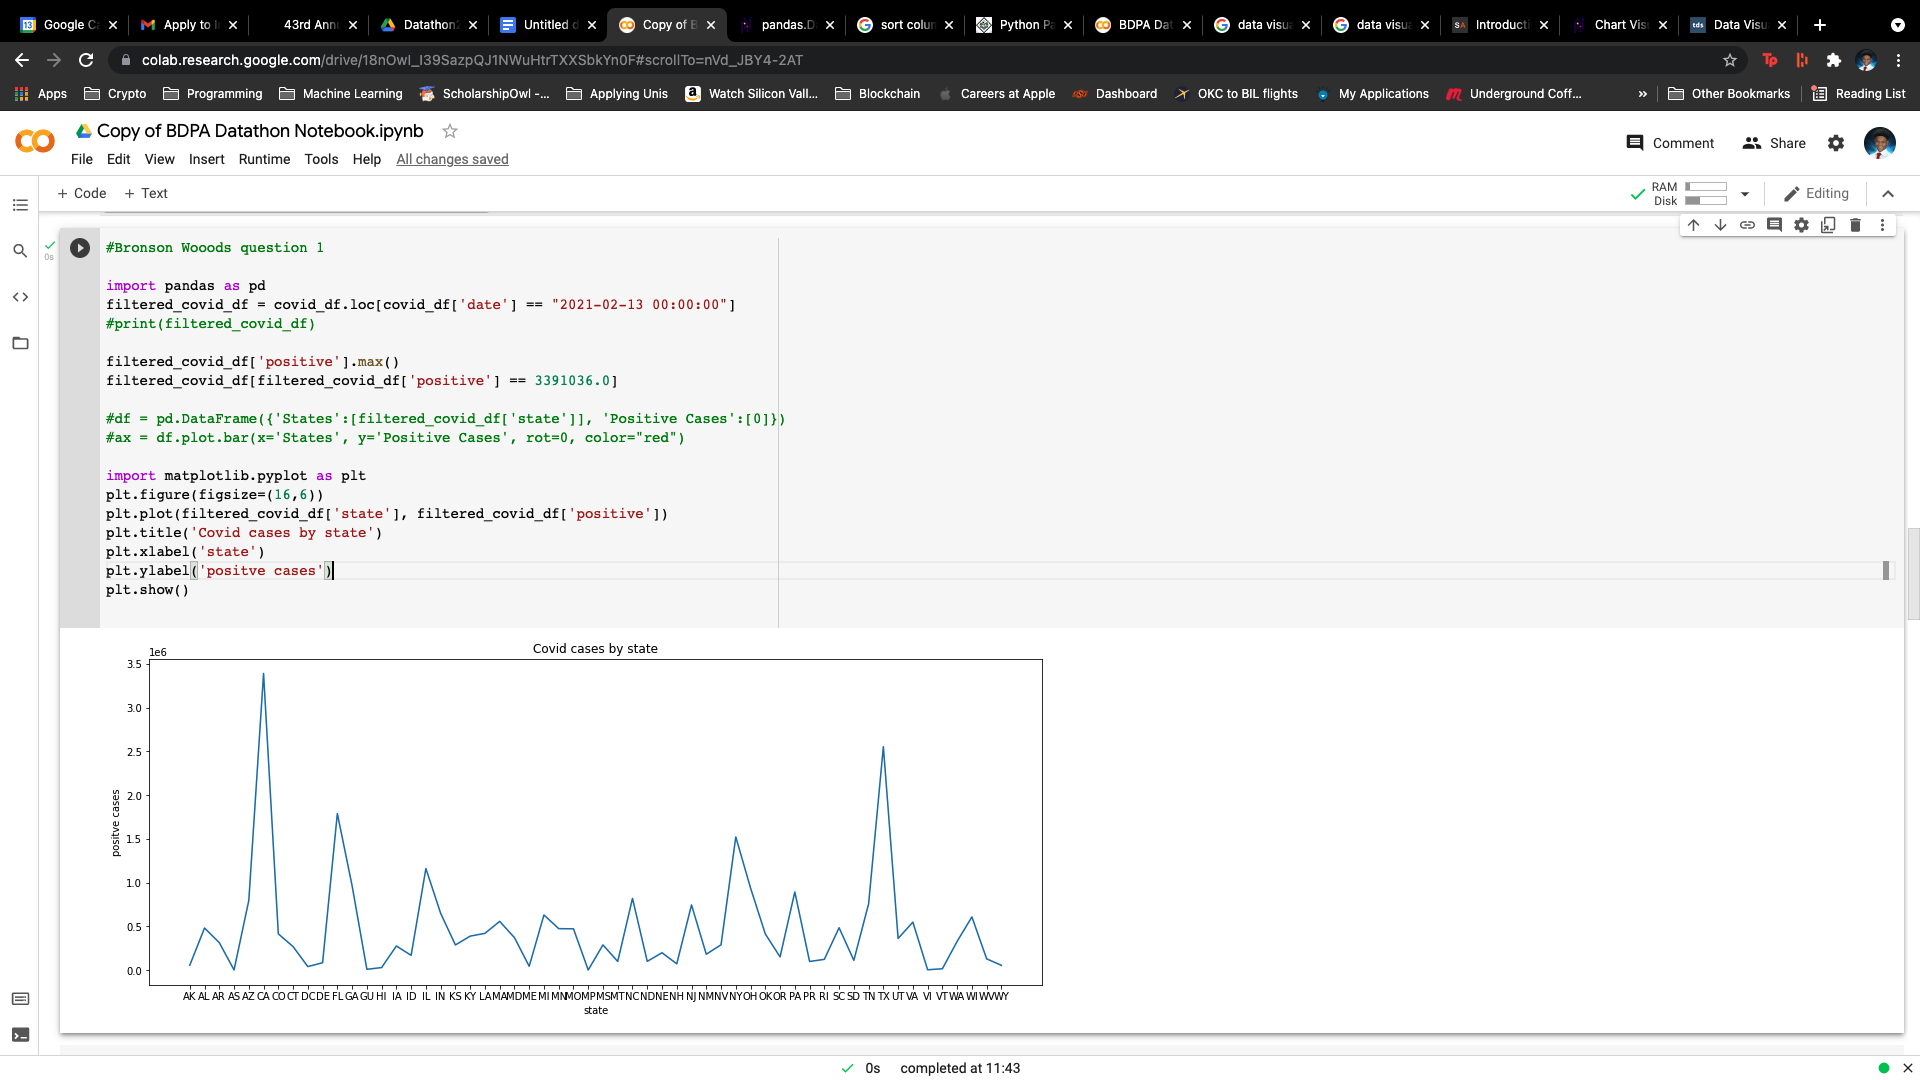 Google Ca
Apply to I
43rd Ann
Datathon
Untitled d
Copy of B
pandas.D
sort colum
Python Pa
BDPA Dat
data visua
data visua
Introducti
Chart Vis
Data Visu
colab.research.google.com/drive/18nOwl_I39SazpQJ1NWuHtrTXXSbkYn0F#scrollTo=nVd_JBY4-2AT
Apps
Crypto
Programming
Machine Learning
ScholarshipOwl -...
Applying Unis
Watch Silicon Vall...
Blockchain
Careers at Apple
Dashboard
OKC to BIL flights
My Applications
Underground Coff...
»
Other Bookmarks
Reading List
Copy of BDPA Datathon Notebook.ipynb
Comment
Share
File Edit View Insert Runtime Tools Help All changes saved
+ Code + Text
RAM
Disk
Editing
0s
#Bronson Wooods question 1
import pandas as pd
filtered_covid_df = covid_df.loc[covid_df['date'] == "2021-02-13 00:00:00"]
#print(filtered_covid_df)
filtered_covid_df['positive'].max()
filtered_covid_df[filtered_covid_df['positive'] == 3391036.0]
#df = pd.DataFrame({'States':[filtered_covid_df['state']], 'Positive Cases':[0]})
#ax = df.plot.bar(x='States', y='Positive Cases', rot=0, color="red")
import matplotlib.pyplot as plt
plt.figure(figsize=(16,6))
plt.plot(filtered_covid_df['state'], filtered_covid_df['positive'])
plt.title('Covid cases by state')
plt.xlabel('state')
plt.ylabel('positve cases')
plt.show()
Covid cases by state
1e6
3.5
3.0
2.5
2.0
1.5
1.0
0.5
0.0
positve cases
AK AL AR AS AZ CA CO CT DC DE FL GA GU HI IA ID IL IN KS KY LA MA MD ME MI MN MO MP MS MT NC ND NE NH NJ NM NV NY OH OK OR PA PR RI SC SD TN TX UT VA VI VT WA WI WV WY
state
0s completed at 11:43